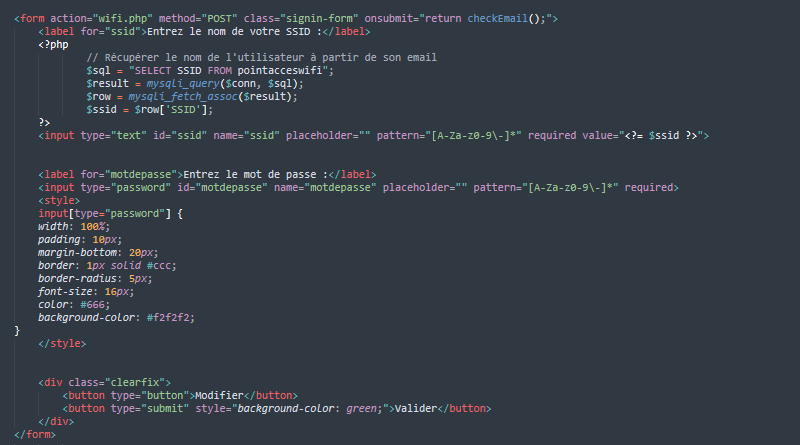 <form action="wifi.php" method="POST" class="signin-form" onsubmit="return checkEmail();">
<label for="ssid">Entrez le nom de votre SSID :</label>
<?php
// Récupérer le nom de l'utilisateur à partir de son email
$sql = "SELECT SSID FROM pointacceswifi";
$result = mysqli_query($conn, $sql);
$row = mysqli_fetch_assoc($result);
$ssid = $row['SSID'];
?>
<input type="text" id="ssid" name="ssid" placeholder="" pattern="[A-Za-z0-9\-]*" required value="<?= $ssid ?>">
<label for="motdepasse">Entrez le mot de passe :</label>
<input type="password" id="motdepasse" name="motdepasse" placeholder="" pattern="[A-Za-z0-9\-]*" required>
<style>
input[type="password"] {
width: 100%;
padding: 10px;
margin-bottom: 20px;
border: 1px solid #ccc;
border-radius: 5px;
font-size: 16px;
color: #666;
background-color: #f2f2f2;
}
</style>
<div class="clearfix">
<button type="button">Modifier</button>
<button type="submit" style="background-color: green;">Valider</button>
</div>
</form>